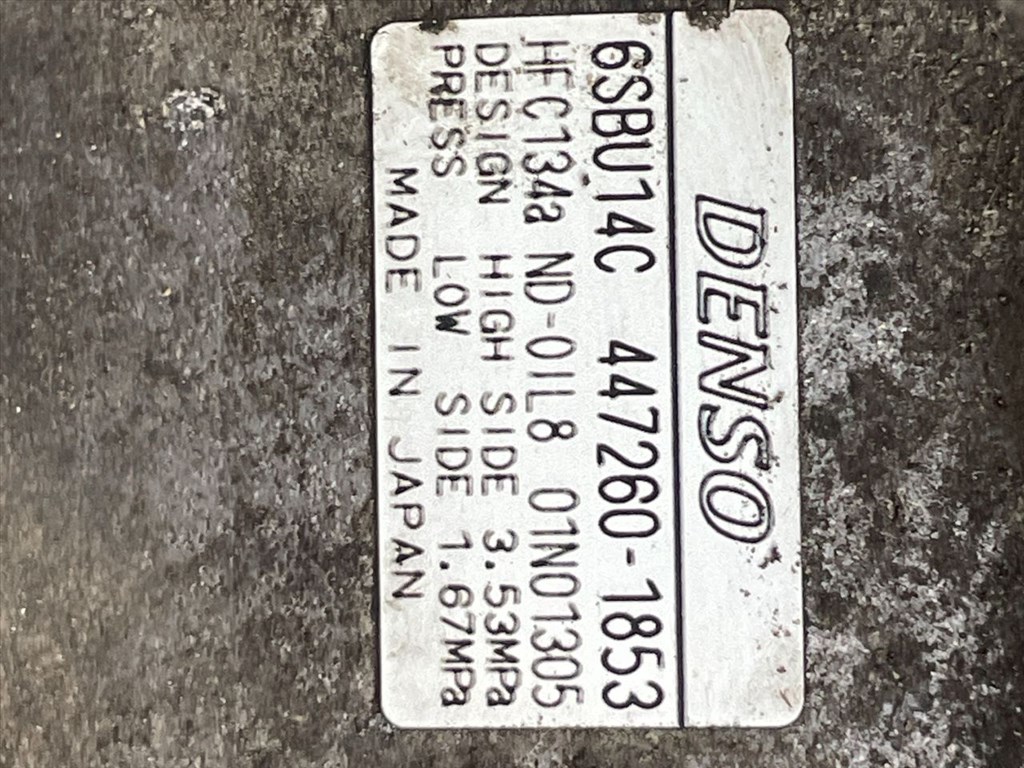 DENSO
6SBU14C 447260-1853
HFC134a ND-OIL8 01N01305
DESIGN HIGH SIDE 3.53MPa
PRESS LOW SIDE 1.67MPa
MADE IN JAPAN